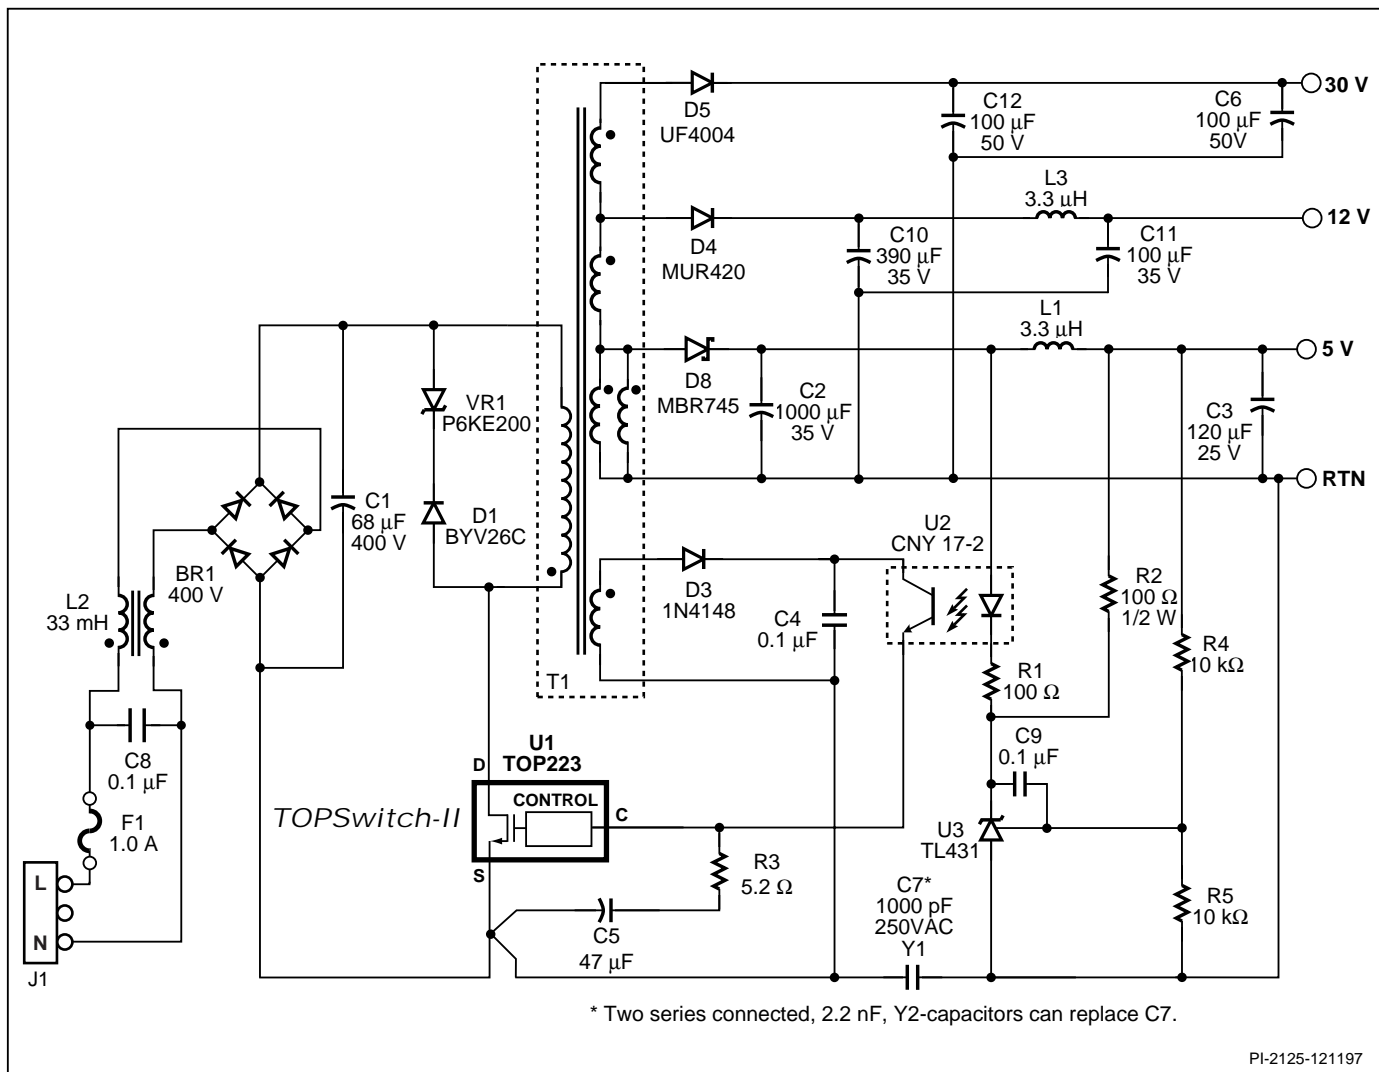 D5
UF4004
C12
100 µF
50 V
C6
100 µF
50V
30 V
D4
MUR420
C10
390 µF
35 V
L3
3.3 µH
C11
100 µF
35 V
12 V
D8
MBR745
C2
1000 µF
35 V
L1
3.3 µH
C3
120 µF
25 V
5 V
RTN
VR1
P6KE200
D1
BYV26C
C1
68 µF
400 V
BR1
400 V
L2
33 mH
C8
0.1 µF
F1
1.0 A
L
N
J1
T1
D3
1N4148
C4
0.1 µF
U2
CNY 17-2
R1
100 Ω
R2
100 Ω
1/2 W
R4
10 kΩ
C9
0.1 µF
U3
TL431
R5
10 kΩ
U1
TOP223
D
CONTROL
C
S
TOPSwitch-II
R3
5.2 Ω
C5
47 µF
C7*
1000 pF
250VAC
Y1
* Two series connected, 2.2 nF, Y2-capacitors can replace C7.
PI-2125-121197